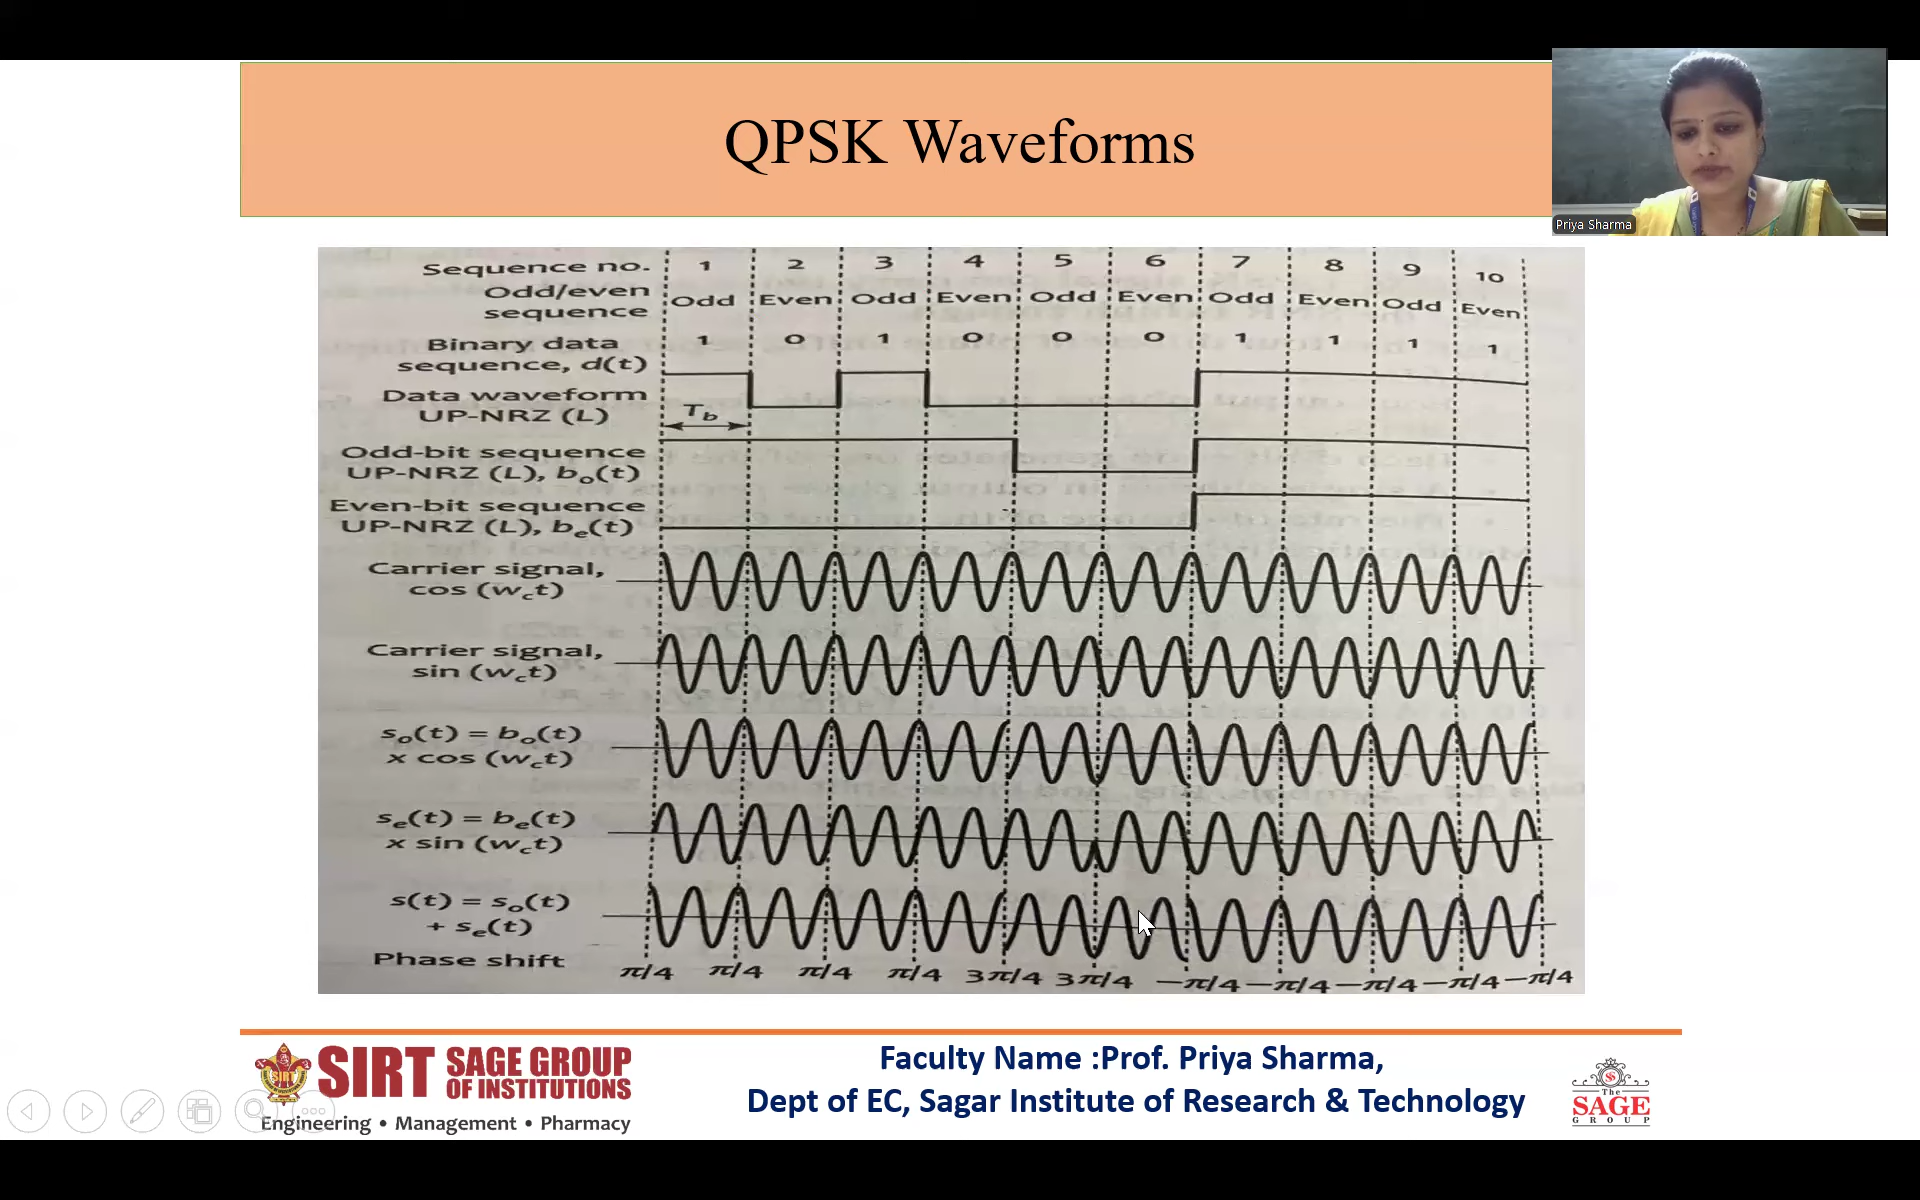 QPSK Waveforms
Priya Sharma
Sequence no. 1 2 3 4 5 6 7 8 9 10
Odd/even
sequence
Odd Even Odd Even Odd Even Odd Even Odd Even
Binary data
sequence, d(t)
1 0 1 0 0 0 1 1 1 1
Data waveform
UP-NRZ (L)
Tb
Odd-bit sequence
UP-NRZ (L), bo(t)
Even-bit sequence
UP-NRZ (L), be(t)
Carrier signal,
cos (wct)
Carrier signal,
sin (wct)
so(t) = bo(t)
x cos (wct)
se(t) = be(t)
x sin (wct)
s(t) = so(t)
+ se(t)
Phase shift
π/4 π/4 π/4 π/4 3π/4 3π/4 −π/4 −π/4 −π/4 −π/4 −π/4
SIRT SAGE GROUP
OF INSTITUTIONS
Engineering • Management • Pharmacy
Faculty Name :Prof. Priya Sharma,
Dept of EC, Sagar Institute of Research & Technology
The
SAGE
GROUP